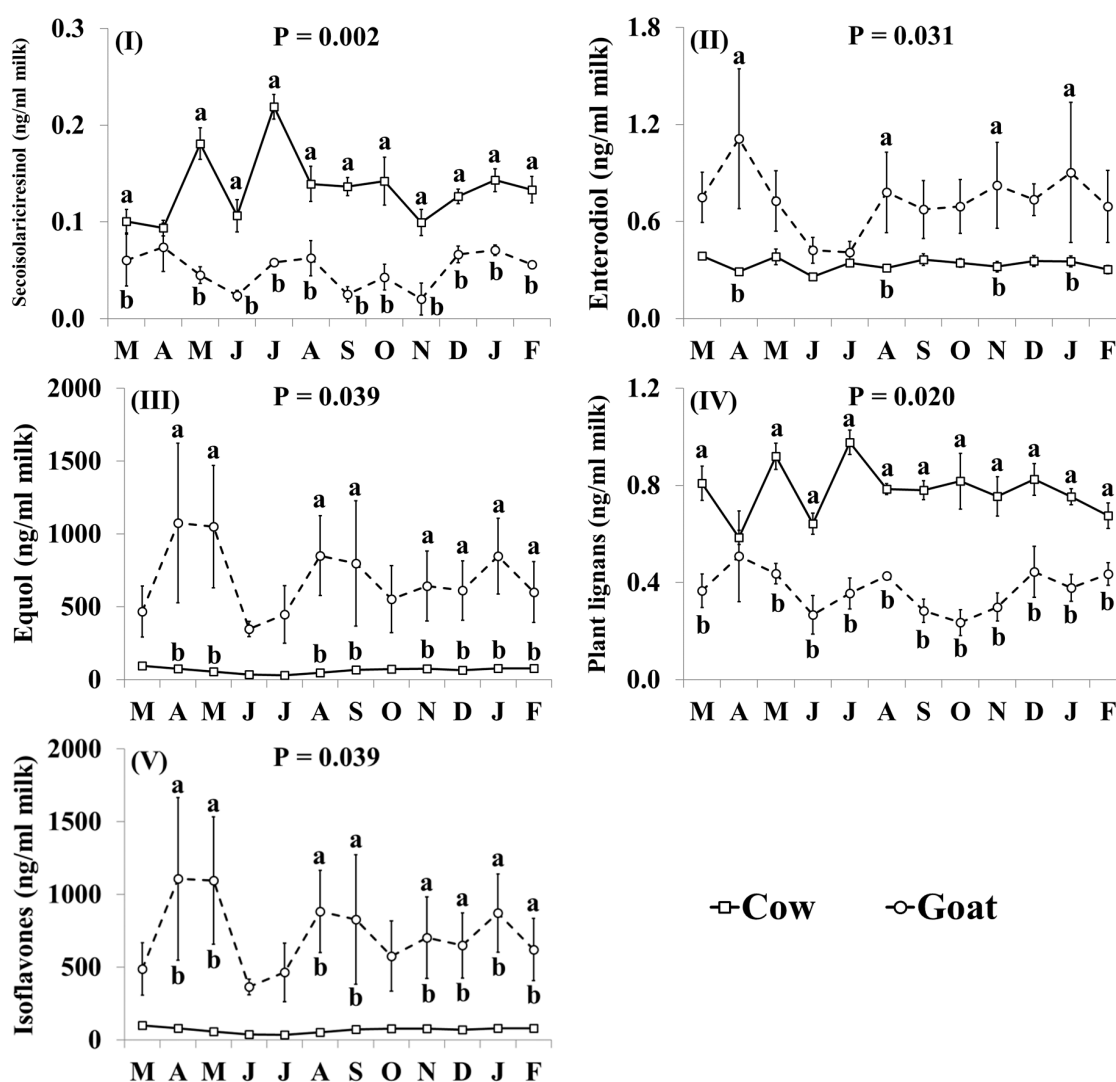 (I) P = 0.002
Secoisolariciresinol (ng/ml milk)
0.3
0.2
0.1
0.0
a a a a a a a a a a a
b b b b b b b b b b b
M A M J J A S O N D J F
(II) P = 0.031
Enterodiol (ng/ml milk)
1.8
1.2
0.6
0.0
a a a a
b b b b
M A M J J A S O N D J F
(III) P = 0.039
Equol (ng/ml milk)
2000
1500
1000
500
0
a a a a a a a a
b b b b b b b b
M A M J J A S O N D J F
(IV) P = 0.020
Plant lignans (ng/ml milk)
1.2
0.8
0.4
0.0
a a a a a a a a a a a
b b b b b b b b b b b
M A M J J A S O N D J F
(V) P = 0.039
Isoflavones (ng/ml milk)
2000
1500
1000
500
0
a a a a a a a a
b b b b b b b b
M A M J J A S O N D J F
Cow Goat